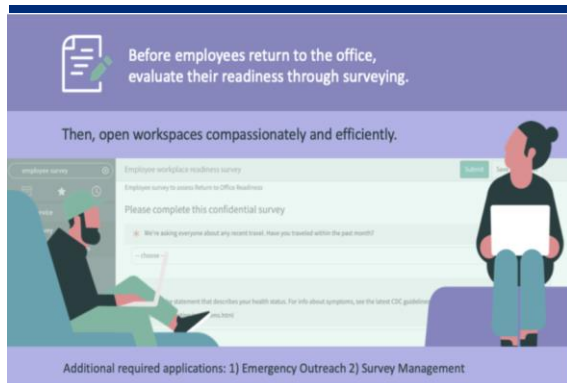 Before employees return to the office,
evaluate their readiness through surveying.
Then, open workspaces compassionately and efficiently.
employee survey
Employee workplace readiness survey
Submit
Employee survey to assess Return to Office Readiness
Please complete this confidential survey
We're asking everyone about any recent travel. Have you traveled within the past month?
-- choose --
statement that describes your health status. For info about symptoms, see the latest CDC guideline
Additional required applications: 1) Emergency Outreach 2) Survey Management